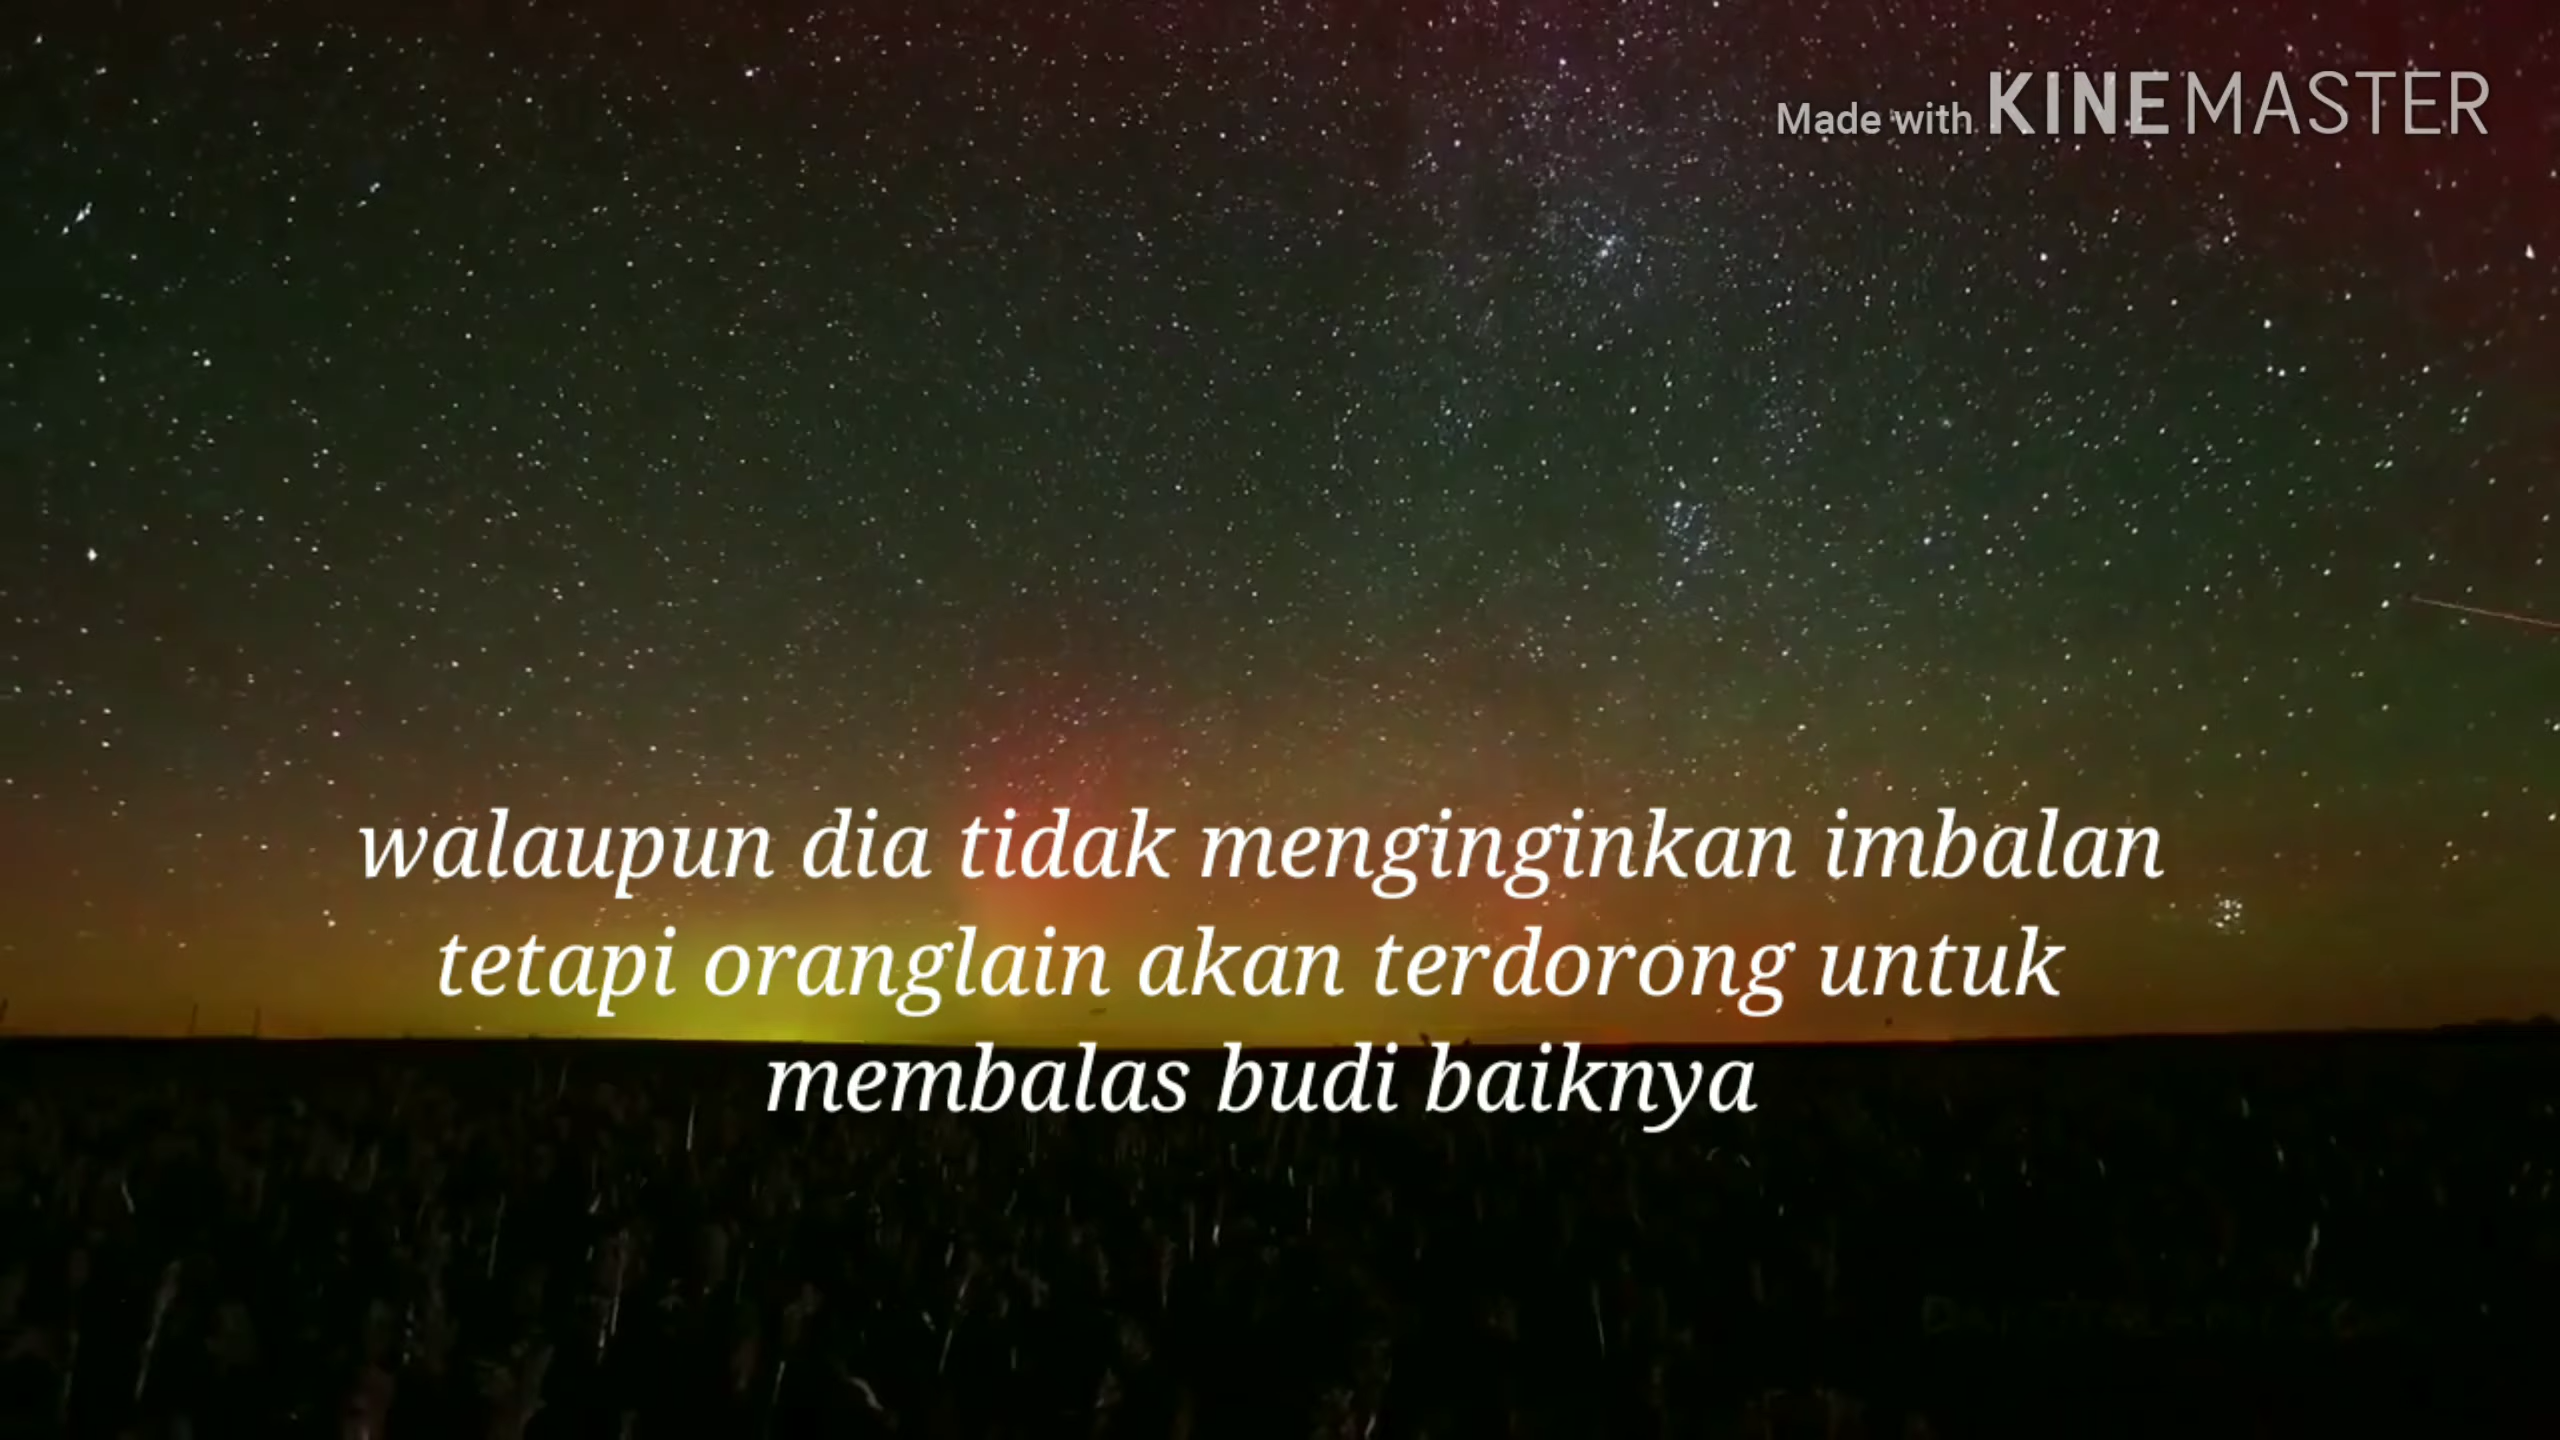 Made with KINEMASTER
walaupun dia tidak menginginkan imbalan
tetapi oranglain akan terdorong untuk
membalas budi baiknya